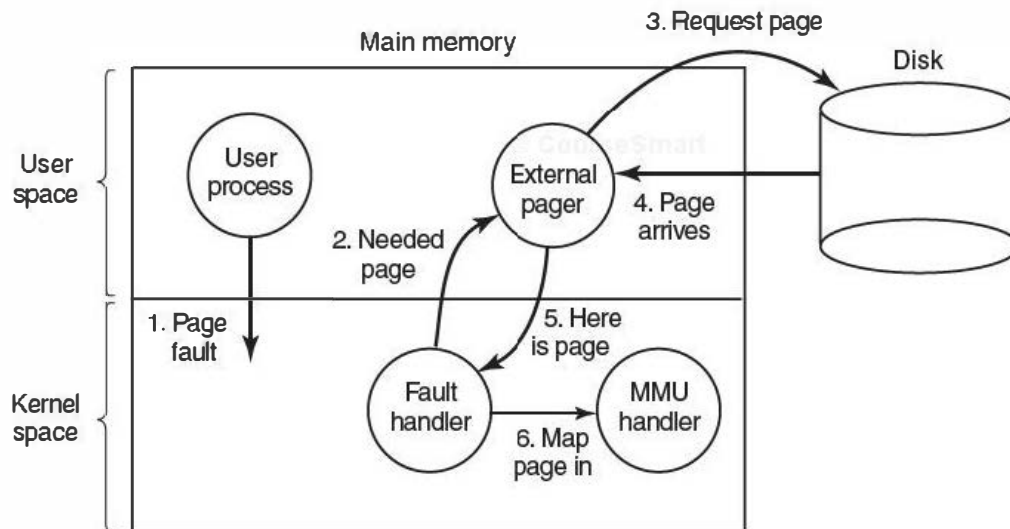 3. Request page
Main memory
Disk
CourseSmart
User
space
User
process
External
pager
2. Needed
page
4. Page
arrives
1. Page
fault
5. Here
is page
Kernel
space
Fault
handler
MMU
handler
6. Map
page in